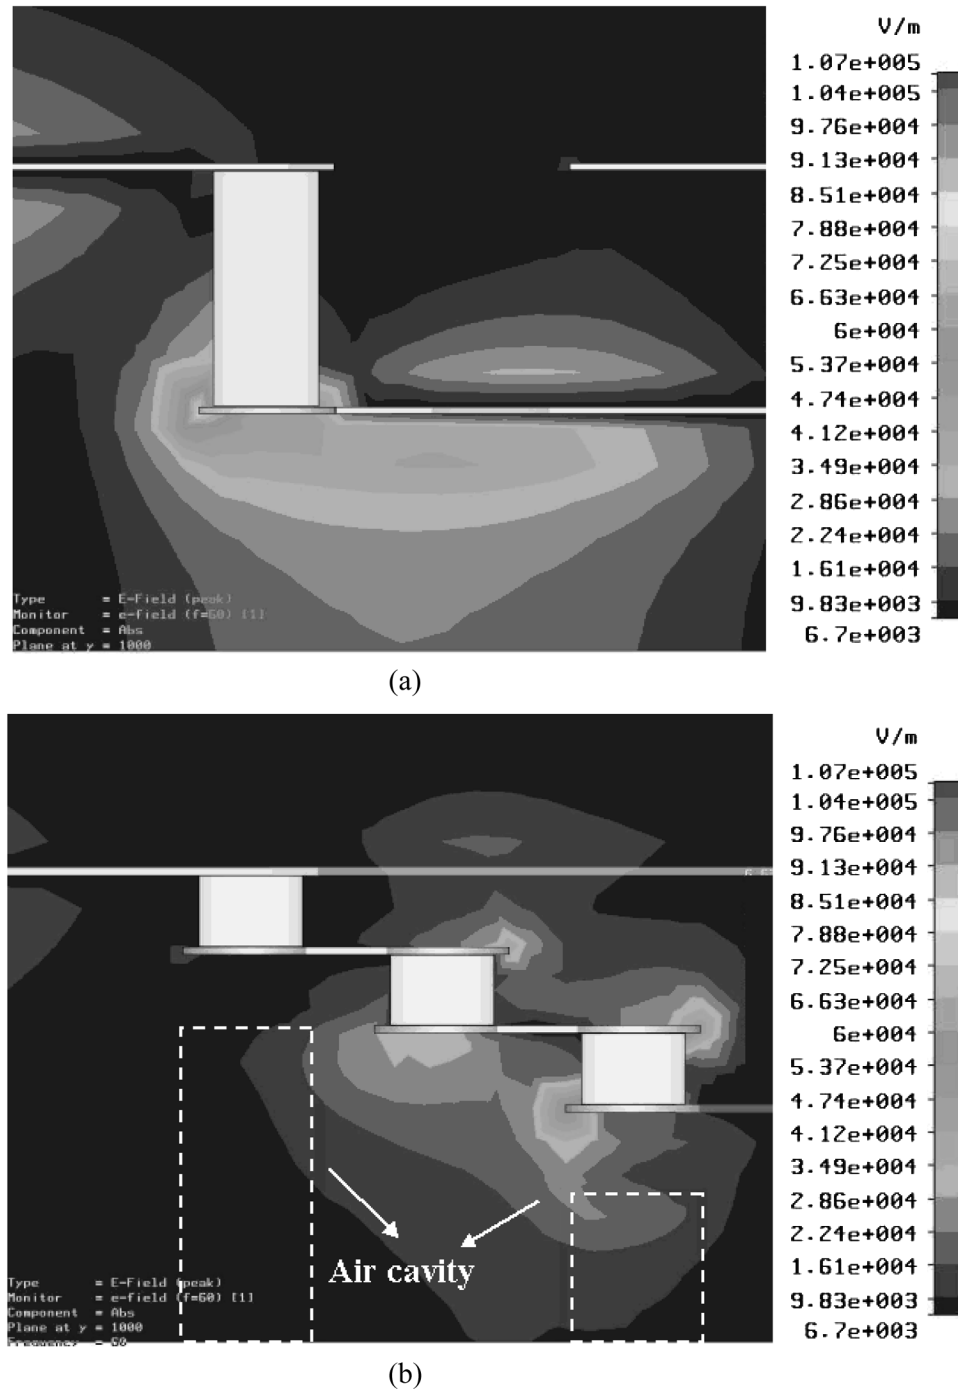 V/m
1.07e+005
1.04e+005
9.76e+004
9.13e+004
8.51e+004
7.88e+004
7.25e+004
6.63e+004
6e+004
5.37e+004
4.74e+004
4.12e+004
3.49e+004
2.86e+004
2.24e+004
1.61e+004
9.83e+003
6.7e+003
Type = E-Field (peak)
Monitor = e-field (f=60) [1]
Component = Abs
Plane at y = 1000
(a)
V/m
1.07e+005
1.04e+005
9.76e+004
9.13e+004
8.51e+004
7.88e+004
7.25e+004
6.63e+004
6e+004
5.37e+004
4.74e+004
4.12e+004
3.49e+004
2.86e+004
2.24e+004
1.61e+004
9.83e+003
6.7e+003
Air cavity
Type = E-Field (peak)
Monitor = e-field (f=60) [1]
Component = Abs
Plane at y = 1000
Frequency = 60
(b)